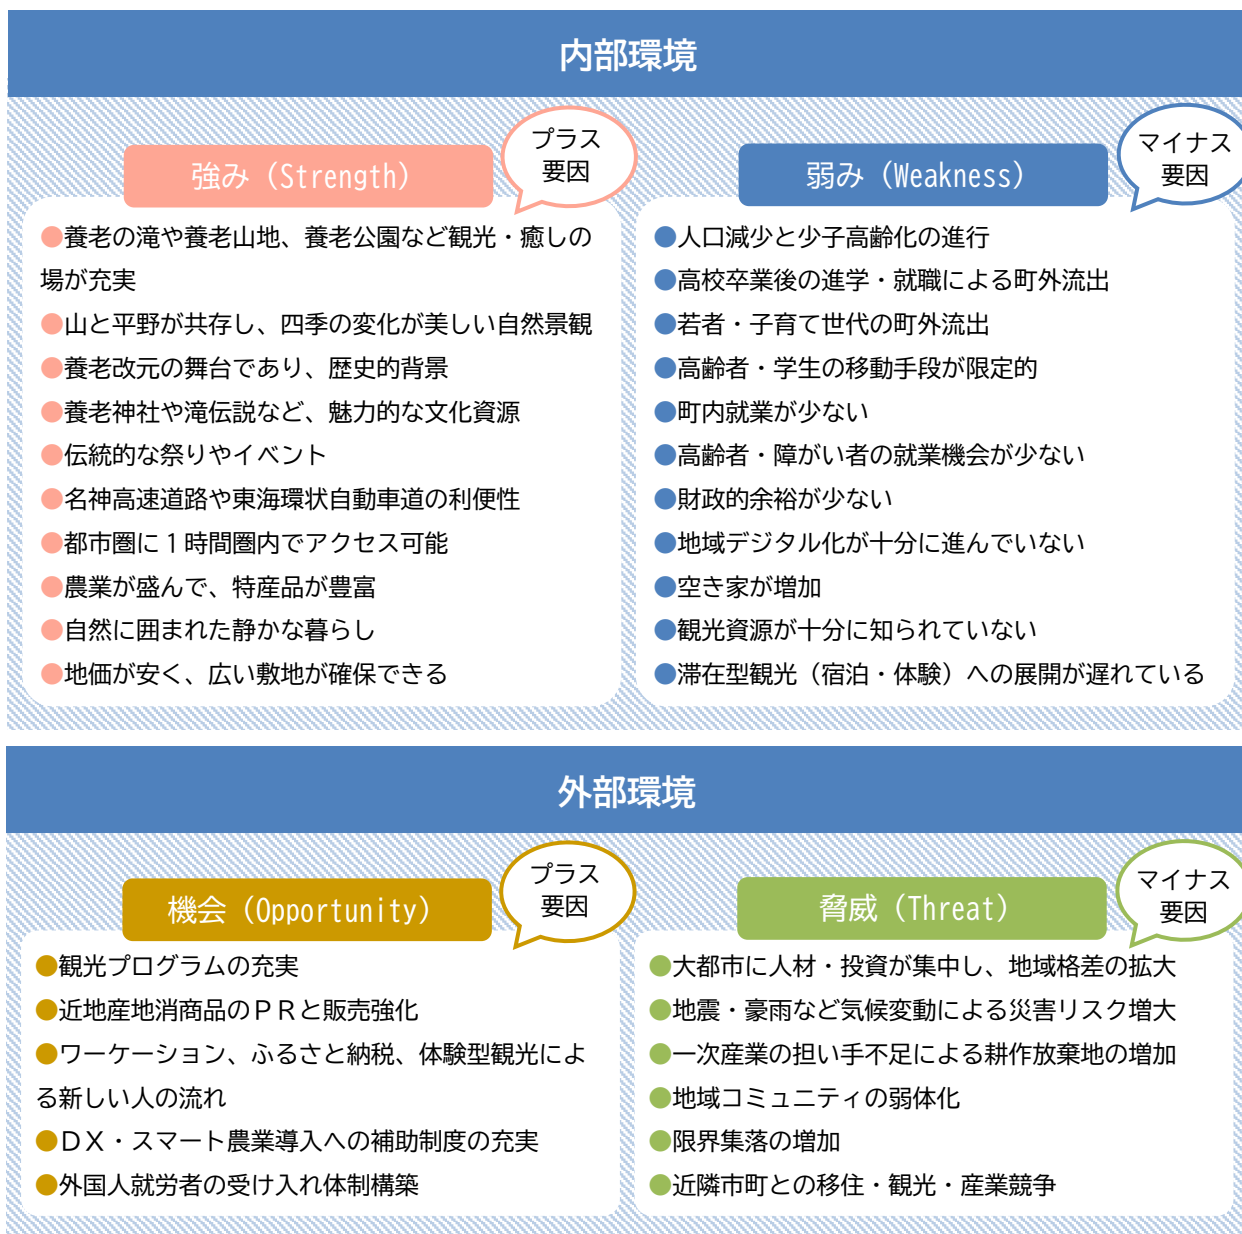 内部環境
強み（Strength）
プラス
要因
●養老の滝や養老山地、養老公園など観光・癒しの
場が充実
●山と平野が共存し、四季の変化が美しい自然景観
●養老改元の舞台であり、歴史的背景
●養老神社や滝伝説など、魅力的な文化資源
●伝統的な祭りやイベント
●名神高速道路や東海環状自動車道の利便性
●都市圏に１時間圏内でアクセス可能
●農業が盛んで、特産品が豊富
●自然に囲まれた静かな暮らし
●地価が安く、広い敷地が確保できる
弱み（Weakness）
マイナス
要因
●人口減少と少子高齢化の進行
●高校卒業後の進学・就職による町外流出
●若者・子育て世代の町外流出
●高齢者・学生の移動手段が限定的
●町内就業が少ない
●高齢者・障がい者の就業機会が少ない
●財政的余裕が少ない
●地域デジタル化が十分に進んでいない
●空き家が増加
●観光資源が十分に知られていない
●滞在型観光（宿泊・体験）への展開が遅れている
外部環境
機会（Opportunity）
プラス
要因
●観光プログラムの充実
●近地産地消商品のＰＲと販売強化
●ワーケーション、ふるさと納税、体験型観光によ
る新しい人の流れ
●ＤＸ・スマート農業導入への補助制度の充実
●外国人就労者の受け入れ体制構築
脅威（Threat）
マイナス
要因
●大都市に人材・投資が集中し、地域格差の拡大
●地震・豪雨など気候変動による災害リスク増大
●一次産業の担い手不足による耕作放棄地の増加
●地域コミュニティの弱体化
●限界集落の増加
●近隣市町との移住・観光・産業競争